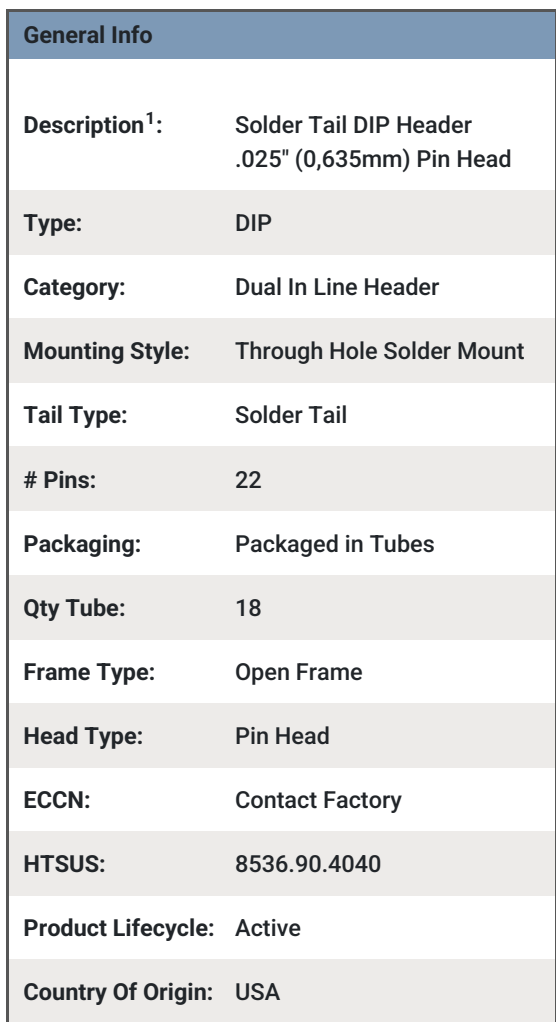 General Info
Description1: Solder Tail DIP Header
.025" (0,635mm) Pin Head
Type: DIP
Category: Dual In Line Header
Mounting Style: Through Hole Solder Mount
Tail Type: Solder Tail
# Pins: 22
Packaging: Packaged in Tubes
Qty Tube: 18
Frame Type: Open Frame
Head Type: Pin Head
ECCN: Contact Factory
HTSUS: 8536.90.4040
Product Lifecycle: Active
Country Of Origin: USA